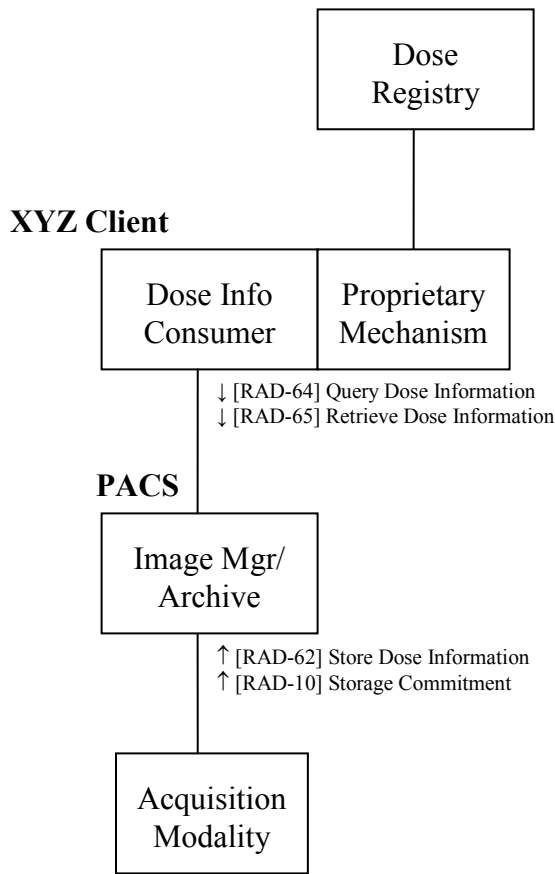 Dose
Registry
XYZ Client
Dose Info
Consumer
Proprietary
Mechanism
↓ [RAD-64] Query Dose Information
↓ [RAD-65] Retrieve Dose Information
PACS
Image Mgr/
Archive
↑ [RAD-62] Store Dose Information
↑ [RAD-10] Storage Commitment
Acquisition
Modality